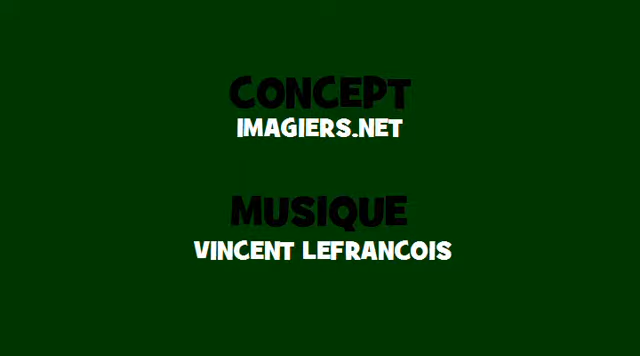 CONCEPT
IMAGIERS.NET
MUSIQUE
VINCENT LEFRANCOIS